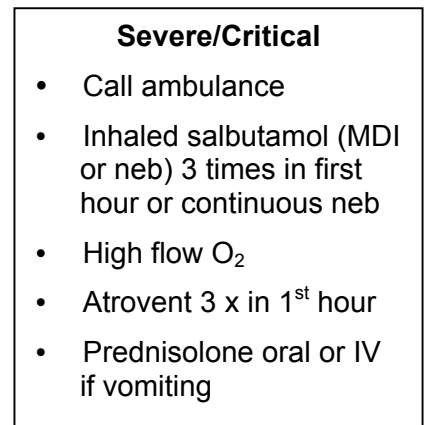 Severe/Critical
• Call ambulance
• Inhaled salbutamol (MDI
or neb) 3 times in first
hour or continuous neb
• High flow O₂
• Atrovent 3 x in 1ˢᵗ hour
• Prednisolone oral or IV
if vomiting